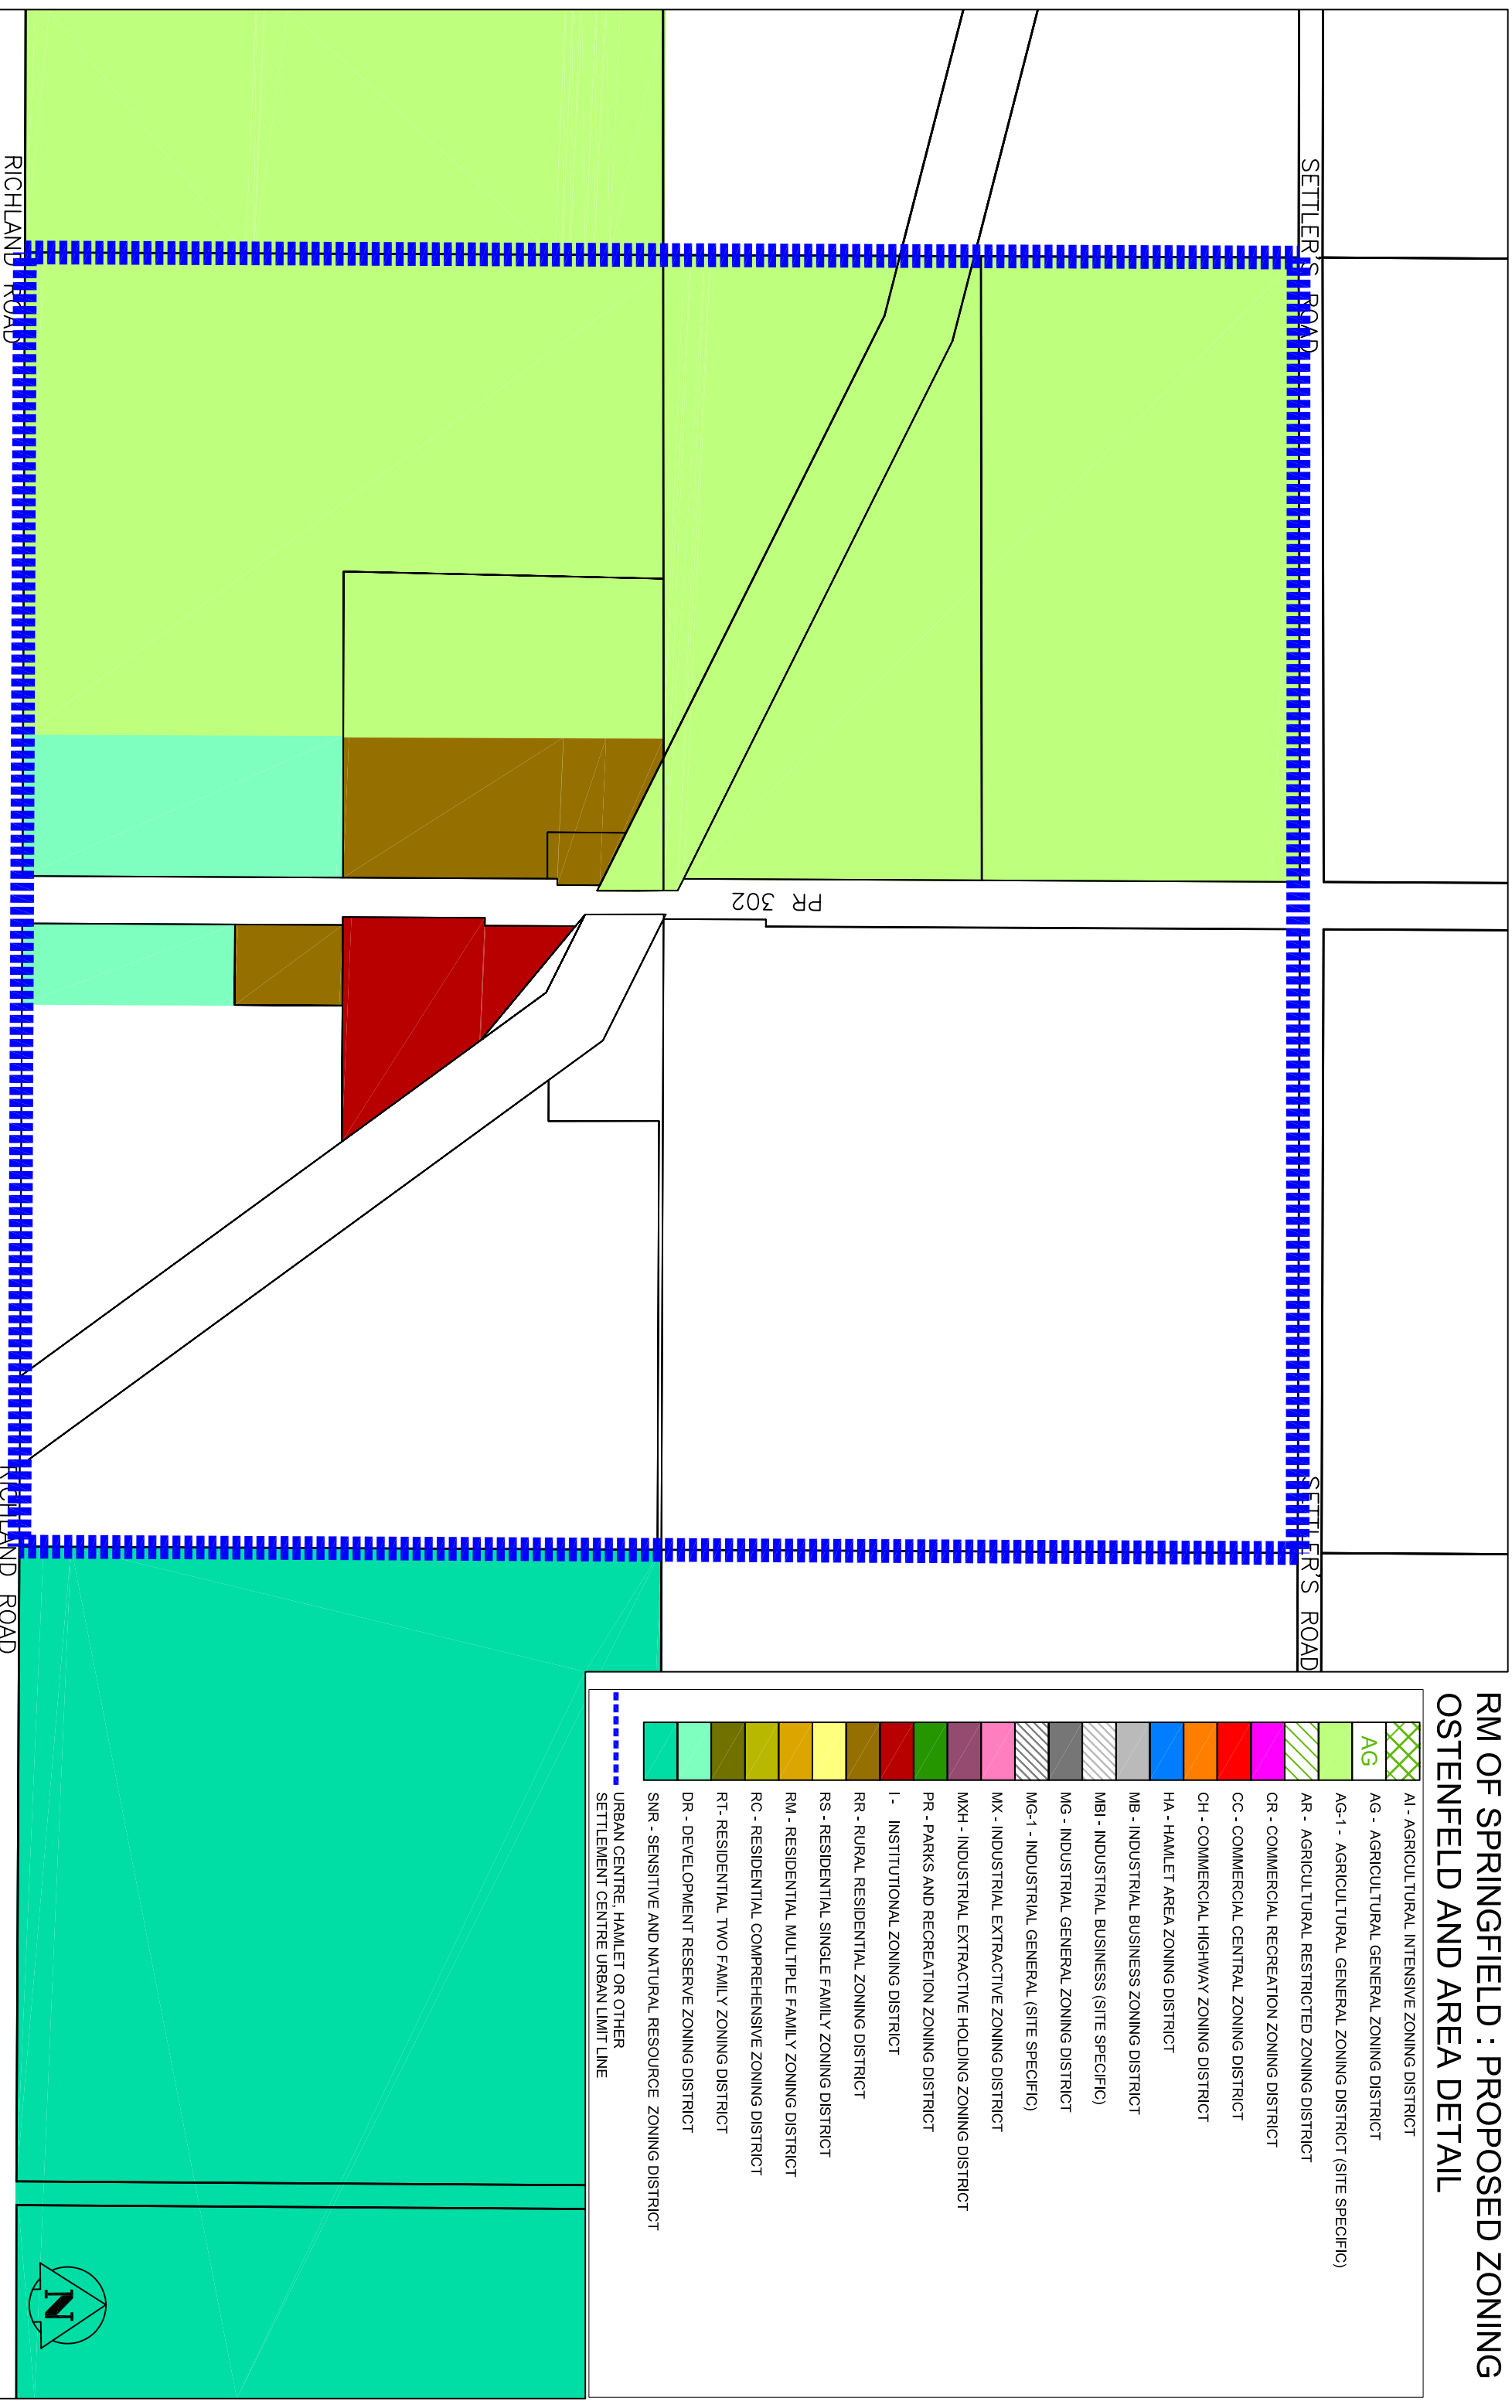 RM OF SPRINGFIELD : PROPOSED ZONING
OSTENFELD AND AREA DETAIL
AI - AGRICULTURAL INTENSIVE ZONING DISTRICT
AG
AG - AGRICULTURAL GENERAL ZONING DISTRICT
AG-1 - AGRICULTURAL GENERAL ZONING DISTRICT (SITE SPECIFIC)
AR - AGRICULTURAL RESTRICTED ZONING DISTRICT
CR - COMMERCIAL RECREATION ZONING DISTRICT
CC - COMMERCIAL CENTRAL ZONING DISTRICT
CH - COMMERCIAL HIGHWAY ZONING DISTRICT
HA - HAMLET AREA ZONING DISTRICT
MB - INDUSTRIAL BUSINESS ZONING DISTRICT
MBI - INDUSTRIAL BUSINESS (SITE SPECIFIC)
MG - INDUSTRIAL GENERAL ZONING DISTRICT
MG-1 - INDUSTRIAL GENERAL (SITE SPECIFIC)
MX - INDUSTRIAL EXTRACTIVE ZONING DISTRICT
MXH - INDUSTRIAL EXTRACTIVE HOLDING ZONING DISTRICT
PR - PARKS AND RECREATION ZONING DISTRICT
I - INSTITUTIONAL ZONING DISTRICT
RR - RURAL RESIDENTIAL ZONING DISTRICT
RS - RESIDENTIAL SINGLE FAMILY ZONING DISTRICT
RM - RESIDENTIAL MULTIPLE FAMILY ZONING DISTRICT
RC - RESIDENTIAL COMPREHENSIVE ZONING DISTRICT
RT- RESIDENTIAL TWO FAMILY ZONING DISTRICT
DR - DEVELOPMENT RESERVE ZONING DISTRICT
SNR - SENSITIVE AND NATURAL RESOURCE ZONING DISTRICT
URBAN CENTRE, HAMLET OR OTHER
SETTLEMENT CENTRE URBAN LIMIT LINE
SETTLER'S ROAD
SETTLER'S ROAD
PR 302
RICHLAND ROAD
RICHLAND ROAD
N